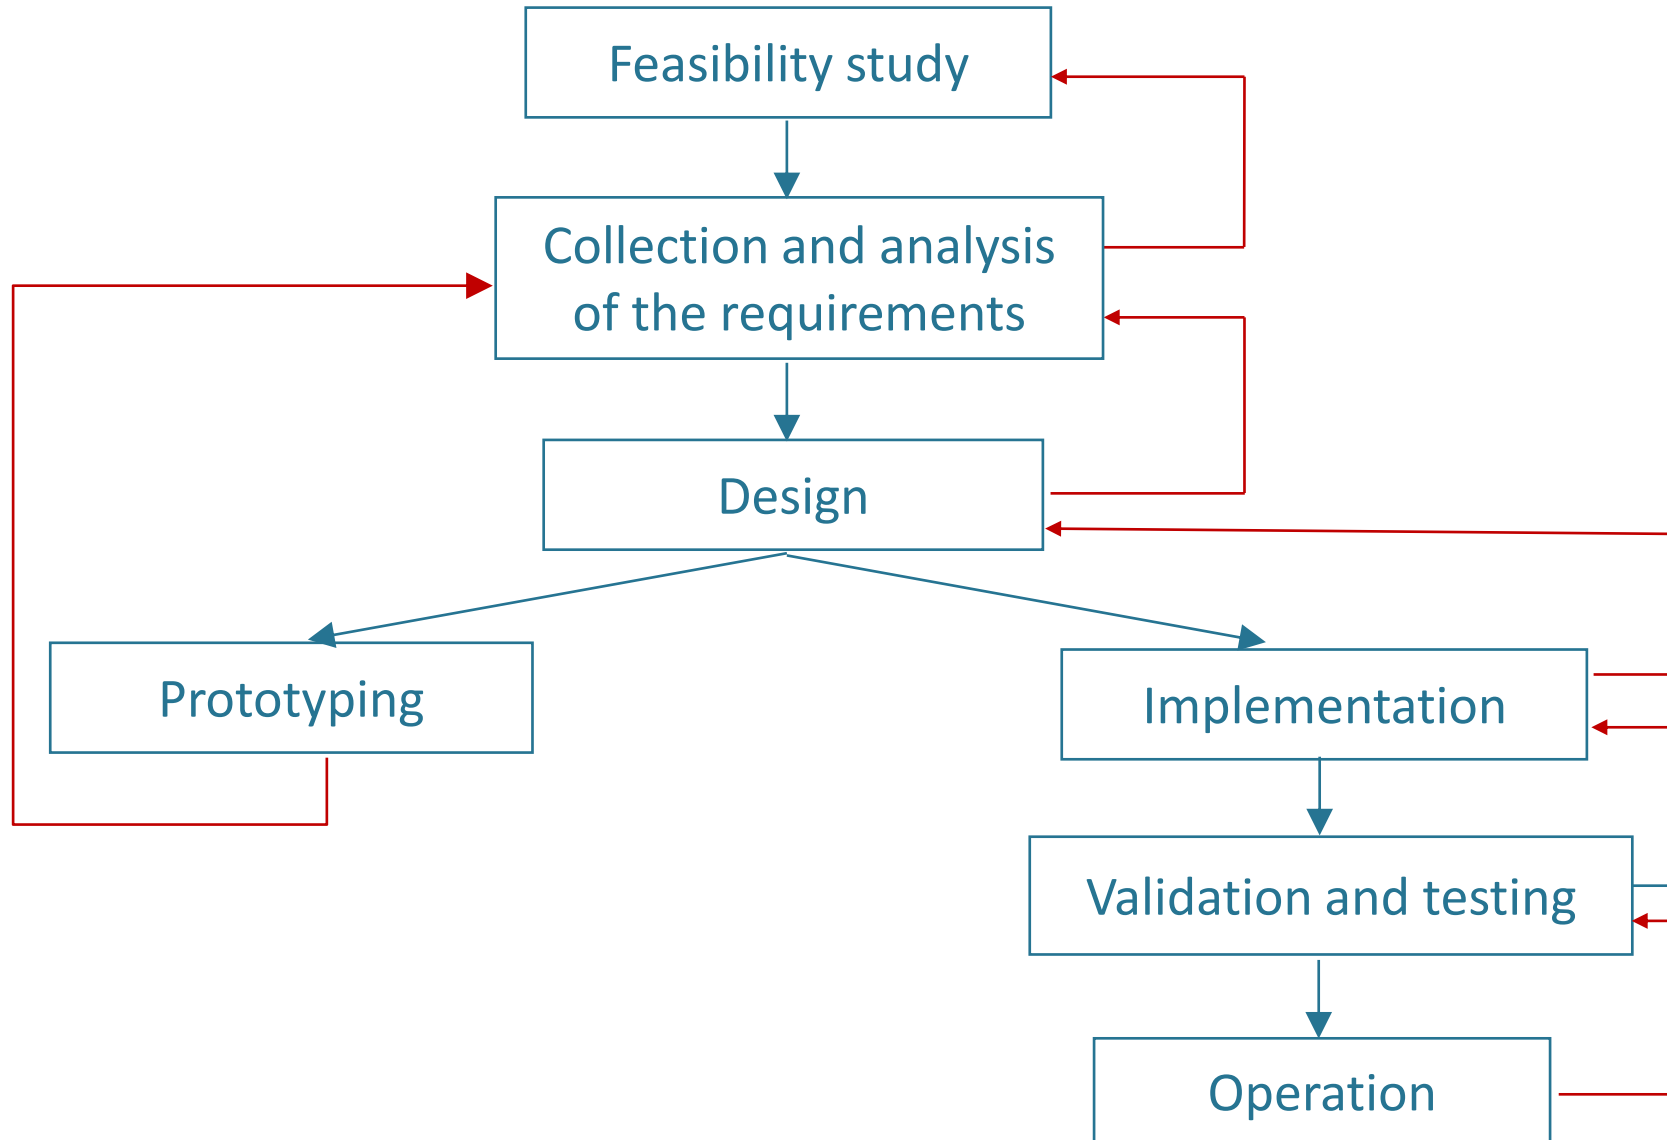 Feasibility study
Collection and analysis
of the requirements
Design
Prototyping
Implementation
Validation and testing
Operation